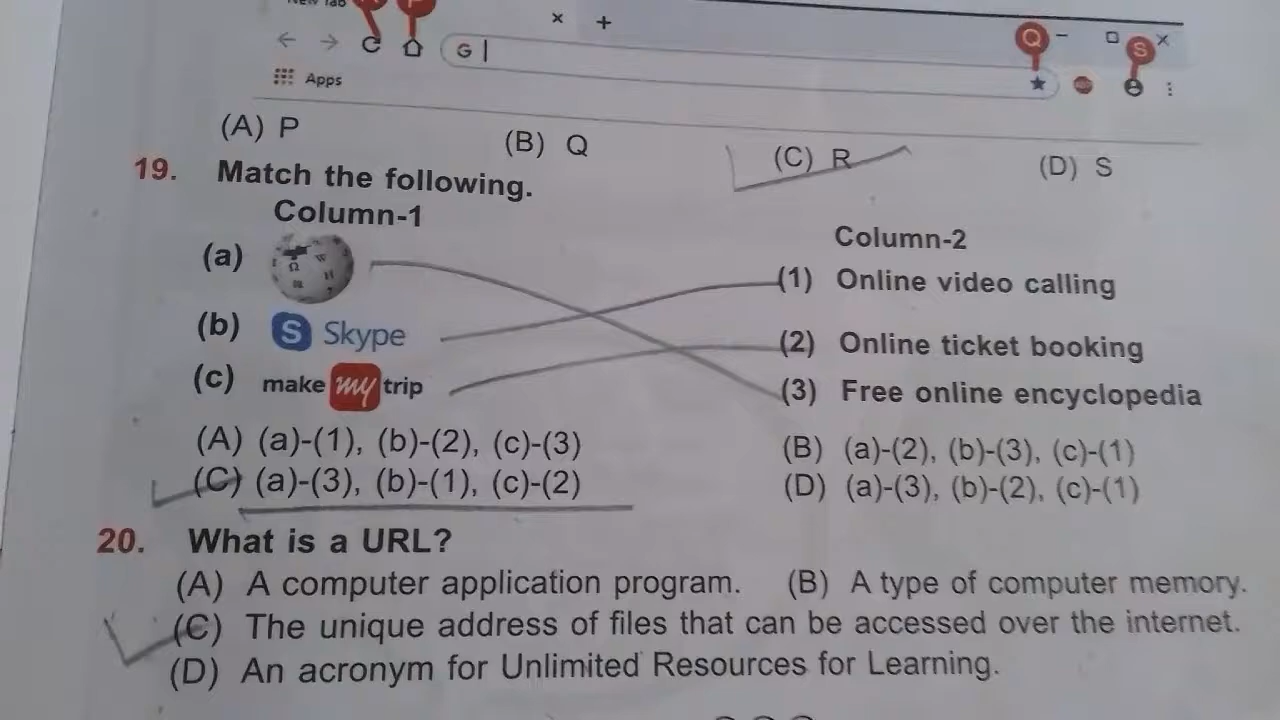 New Tab
× +
G |
Q
S
Apps
(A) P (B) Q (C) R (D) S
19. Match the following.
Column-1 Column-2
(a) (1) Online video calling
(b) S Skype (2) Online ticket booking
(c) make my trip (3) Free online encyclopedia
(A) (a)-(1), (b)-(2), (c)-(3) (B) (a)-(2), (b)-(3), (c)-(1)
(C) (a)-(3), (b)-(1), (c)-(2) (D) (a)-(3), (b)-(2), (c)-(1)
20. What is a URL?
(A) A computer application program. (B) A type of computer memory.
(C) The unique address of files that can be accessed over the internet.
(D) An acronym for Unlimited Resources for Learning.